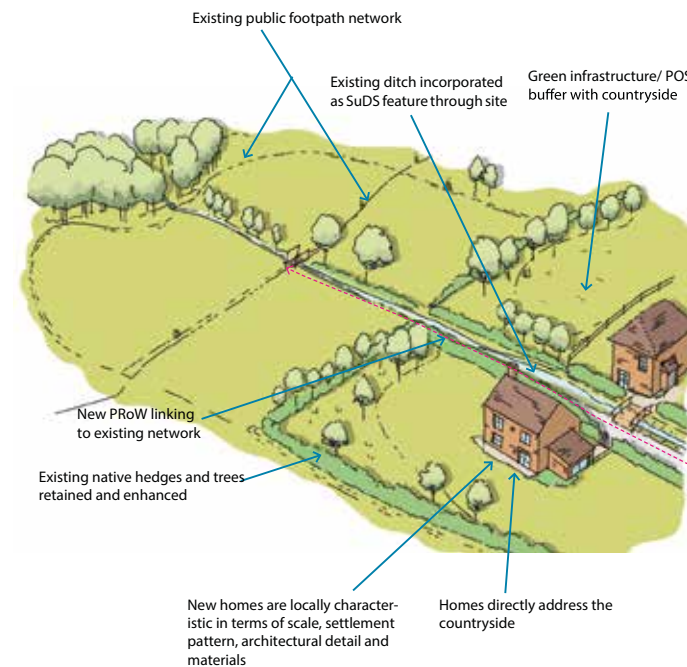 Existing public footpath network
Existing ditch incorporated
as SuDS feature through site
Green infrastructure/ POS
buffer with countryside
New PRoW linking
to existing network
Existing native hedges and trees
retained and enhanced
New homes are locally character-
istic in terms of scale, settlement
pattern, architectural detail and
materials
Homes directly address the
countryside